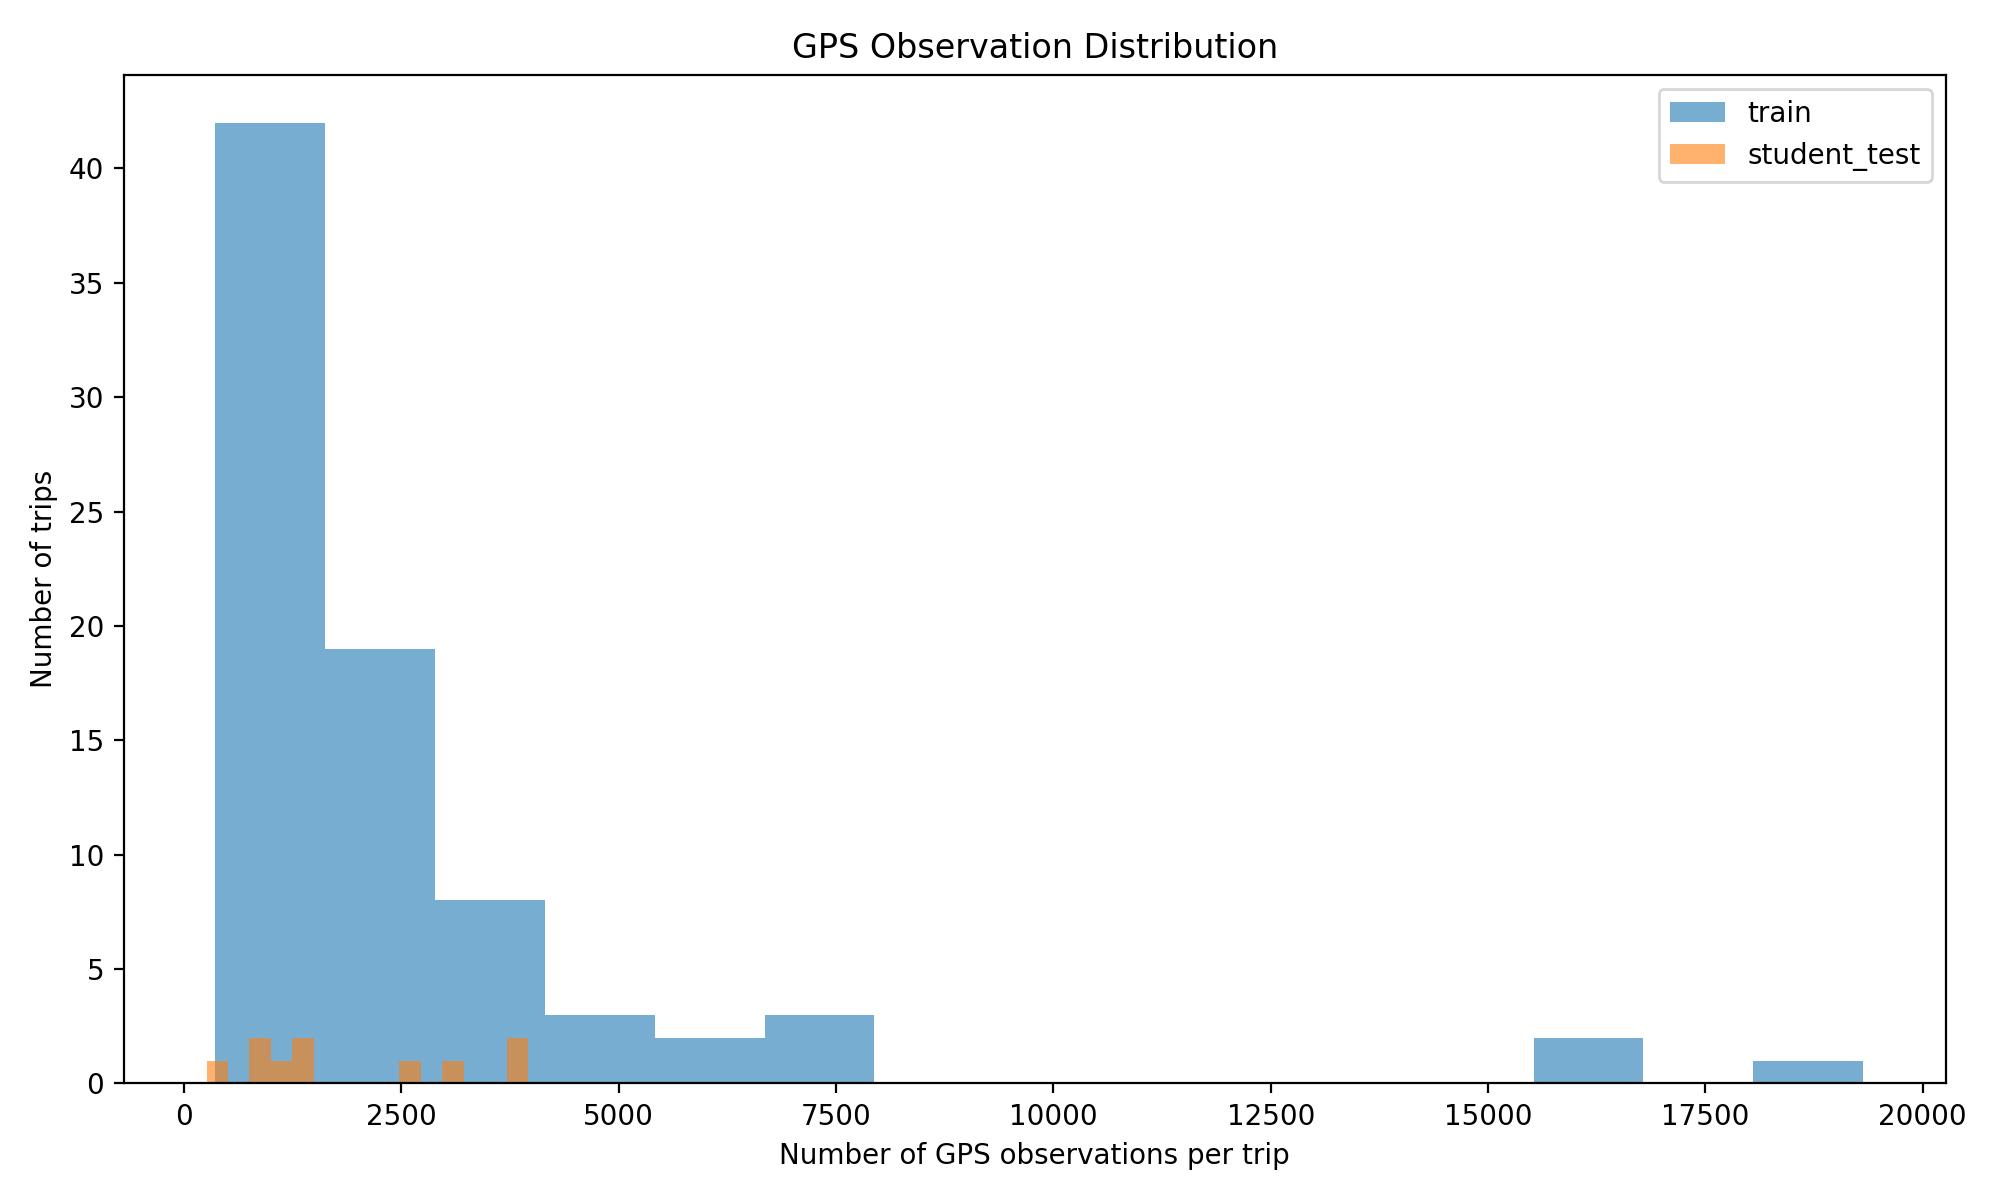 GPS Observation Distribution
train
student_test
Number of trips
40
35
30
25
20
15
10
5
0
0 2500 5000 7500 10000 12500 15000 17500 20000
Number of GPS observations per trip